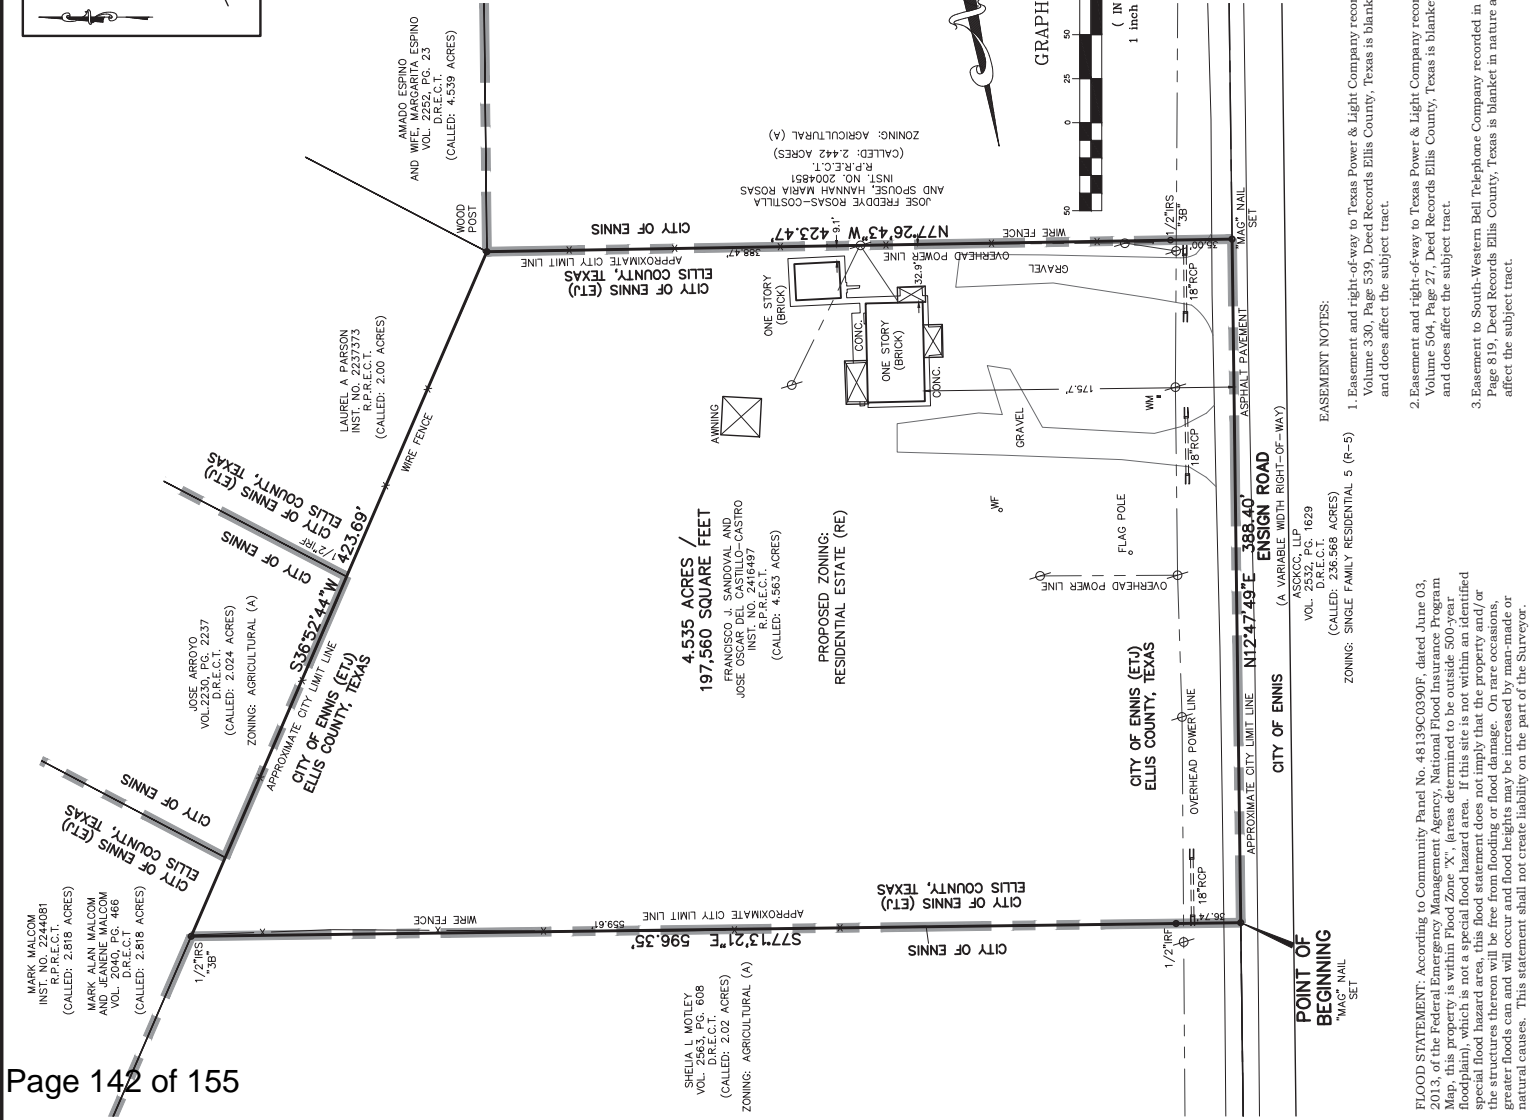 AMADO ESPINO
AND WIFE, MARGARITA ESPINO
VOL. 2252, PG. 23
D.R.E.C.T.
(CALLED: 4.539 ACRES)
WOOD
POST
GRAPH
( IN
1 inch
50
25
0
50
JOSE FREDDYE ROSAS-COSTILLA
AND SPOUSE, HANNAH MARIA ROSAS
INST. NO. 2004851
R.P.R.E.C.T.
(CALLED: 2.442 ACRES)
ZONING: AGRICULTURAL (A)
CITY OF ENNIS
N77°26'43"W 423.47'
388.47'
9.1'
WIRE FENCE
1/2"IRS
"3B"
35.00'
"MAG" NAIL
SET
APPROXIMATE CITY LIMIT LINE
CITY OF ENNIS (ETJ)
ELLIS COUNTY, TEXAS
OVERHEAD POWER LINE
GRAVEL
18"RCP
ONE STORY
(BRICK)
32.9'
CONC.
ONE STORY
(BRICK)
CONC.
175.7'
WM
ASPHALT PAVEMENT
AWNING
GRAVEL
18"RCP
LAUREL A PARSON
INST. NO. 2237373
R.P.R.E.C.T.
(CALLED: 2.00 ACRES)
WIRE FENCE
CITY OF ENNIS (ETJ)
ELLIS COUNTY, TEXAS
CITY OF ENNIS
1/2"IRF
S36°52'44"W 423.69'
JOSE ARROYO
VOL.2230, PG. 2237
D.R.E.C.T.
(CALLED: 2.024 ACRES)
ZONING: AGRICULTURAL (A)
APPROXIMATE CITY LIMIT LINE
CITY OF ENNIS (ETJ)
ELLIS COUNTY, TEXAS
4.535 ACRES /
197,560 SQUARE FEET
FRANCISCO J. SANDOVAL AND
JOSE OSCAR DEL CASTILLO-CASTRO
INST. NO. 2416497
R.P.R.E.C.T.
(CALLED: 4.563 ACRES)
PROPOSED ZONING:
RESIDENTIAL ESTATE (RE)
WF
FLAG POLE
OVERHEAD POWER LINE
CITY OF ENNIS (ETJ)
ELLIS COUNTY, TEXAS
OVERHEAD POWER LINE
APPROXIMATE CITY LIMIT LINE
N12°47'49"E 388.40'
ENSIGN ROAD
(A VARIABLE WIDTH RIGHT-OF-WAY)
CITY OF ENNIS
ASCKCC, LLP
VOL. 2532, PG. 1629
D.R.E.C.T.
(CALLED: 236.568 ACRES)
ZONING: SINGLE FAMILY RESIDENTIAL 5 (R-5)
CITY OF ENNIS
CITY OF ENNIS (ETJ)
ELLIS COUNTY, TEXAS
MARK MALCOM
INST. NO. 2244081
R.P.R.E.C.T.
(CALLED: 2.818 ACRES)
MARK ALAN MALCOM
AND JEANENE MALCOM
VOL. 2040, PG. 466
D.R.E.C.T
(CALLED: 2.818 ACRES)
1/2"IRS
"3B"
WIRE FENCE
559.61'
APPROXIMATE CITY LIMIT LINE
S77°13'21"E 596.35'
CITY OF ENNIS (ETJ)
ELLIS COUNTY, TEXAS
CITY OF ENNIS
18"RCP
36.74'
1/2"IRF
SHELIA L MOTLEY
VOL. 2563, PG. 608
D.R.E.C.T.
(CALLED: 2.02 ACRES)
ZONING: AGRICULTURAL (A)
POINT OF
BEGINNING
"MAG" NAIL
SET
EASEMENT NOTES:
1. Easement and right-of-way to Texas Power & Light Company recor
Volume 330, Page 539, Deed Records Ellis County, Texas is blank
and does affect the subject tract.
2. Easement and right-of-way to Texas Power & Light Company recor
Volume 504, Page 27, Deed Records Ellis County, Texas is blanke
and does affect the subject tract.
3. Easement to South-Western Bell Telephone Company recorded in
Page 819, Deed Records Ellis County, Texas is blanket in nature a
affect the subject tract.
FLOOD STATEMENT: According to Community Panel No. 48139C0390F, dated June 03,
2013, of the Federal Emergency Management Agency, National Flood Insurance Program
Map, this property is within Flood Zone "X", (areas determined to be outside 500-year
floodplain), which is not a special flood hazard area. If this site is not within an identified
special flood hazard area, this flood statement does not imply that the property and/or
the structures thereon will be free from flooding or flood damage. On rare occasions,
greater floods can and will occur and flood heights may be increased by man-made or
natural causes. This statement shall not create liability on the part of the Surveyor.
Page 142 of 155